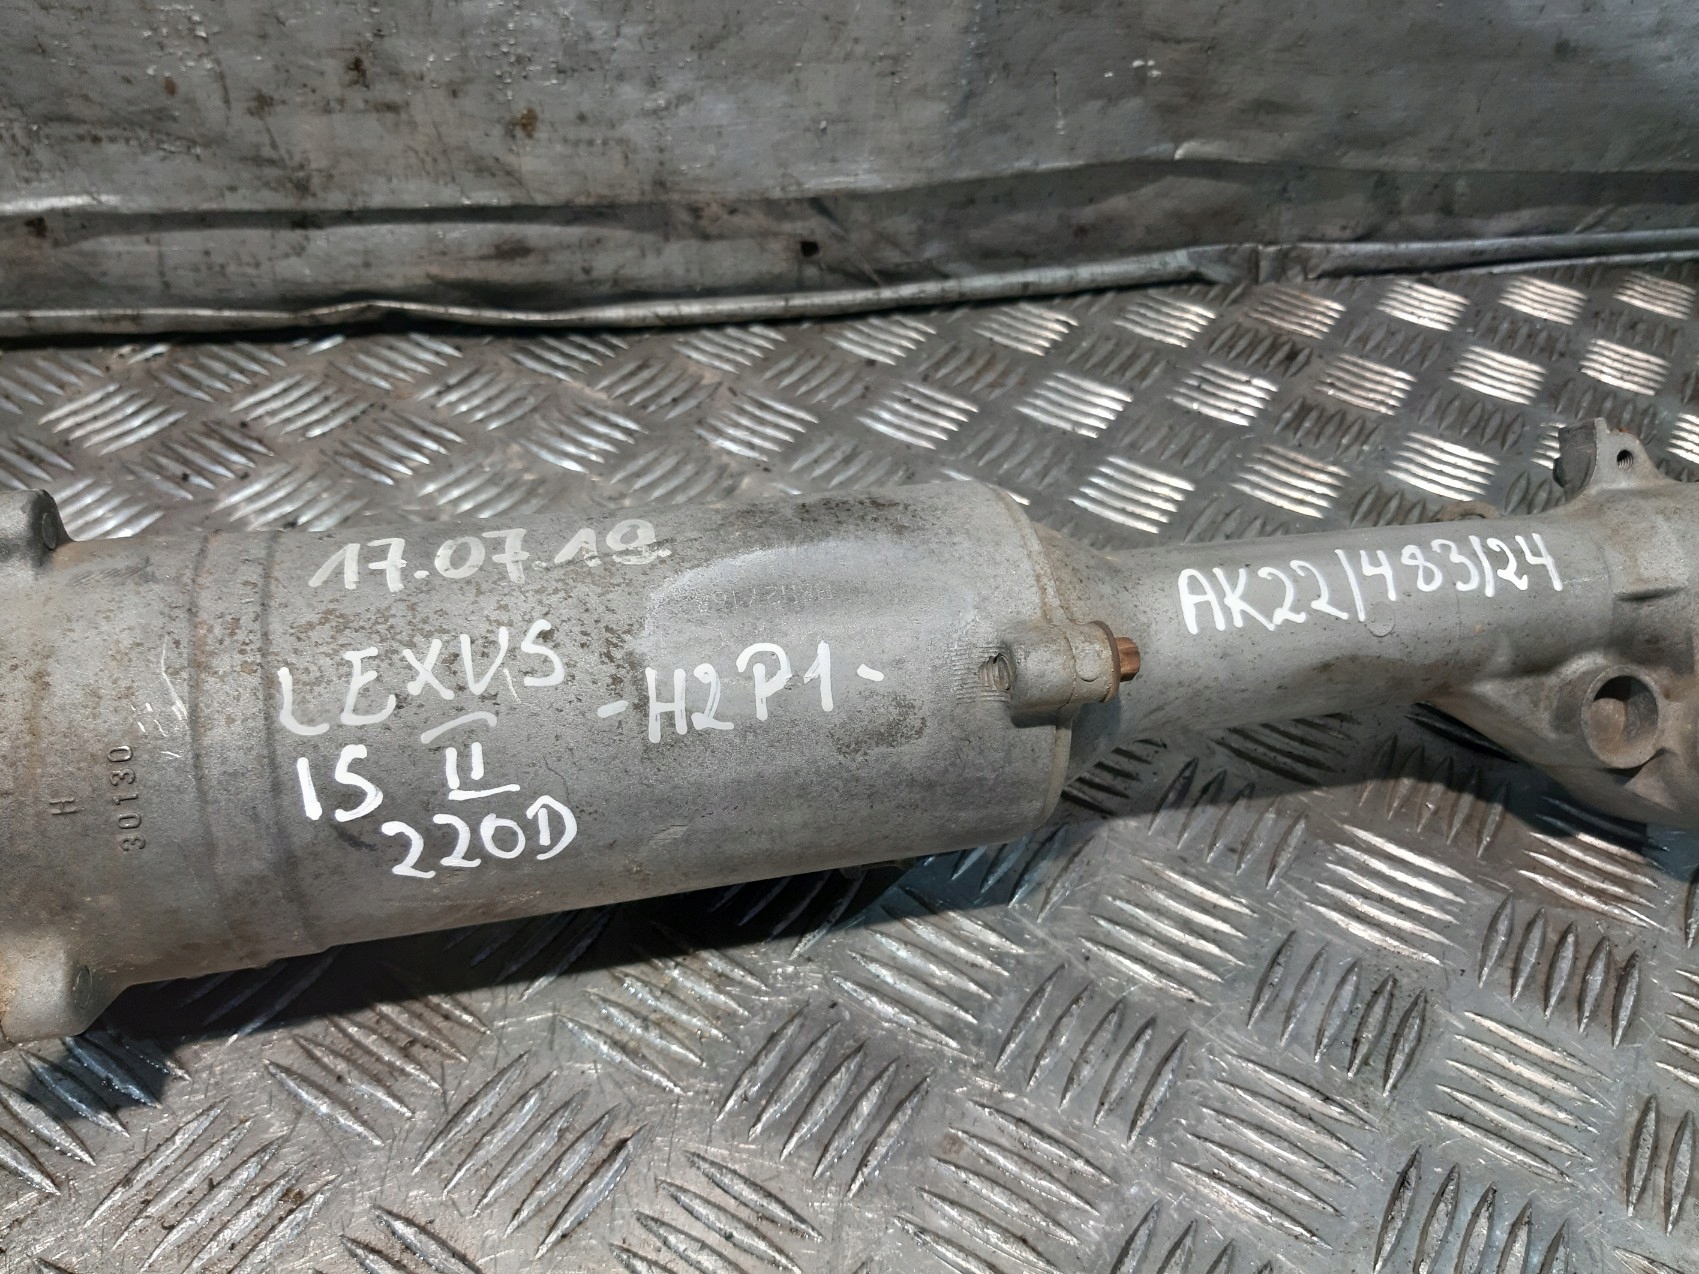 17.07.19
LEXUS
IS II
220D
-H2P1-
AK22/483/24
H
30130